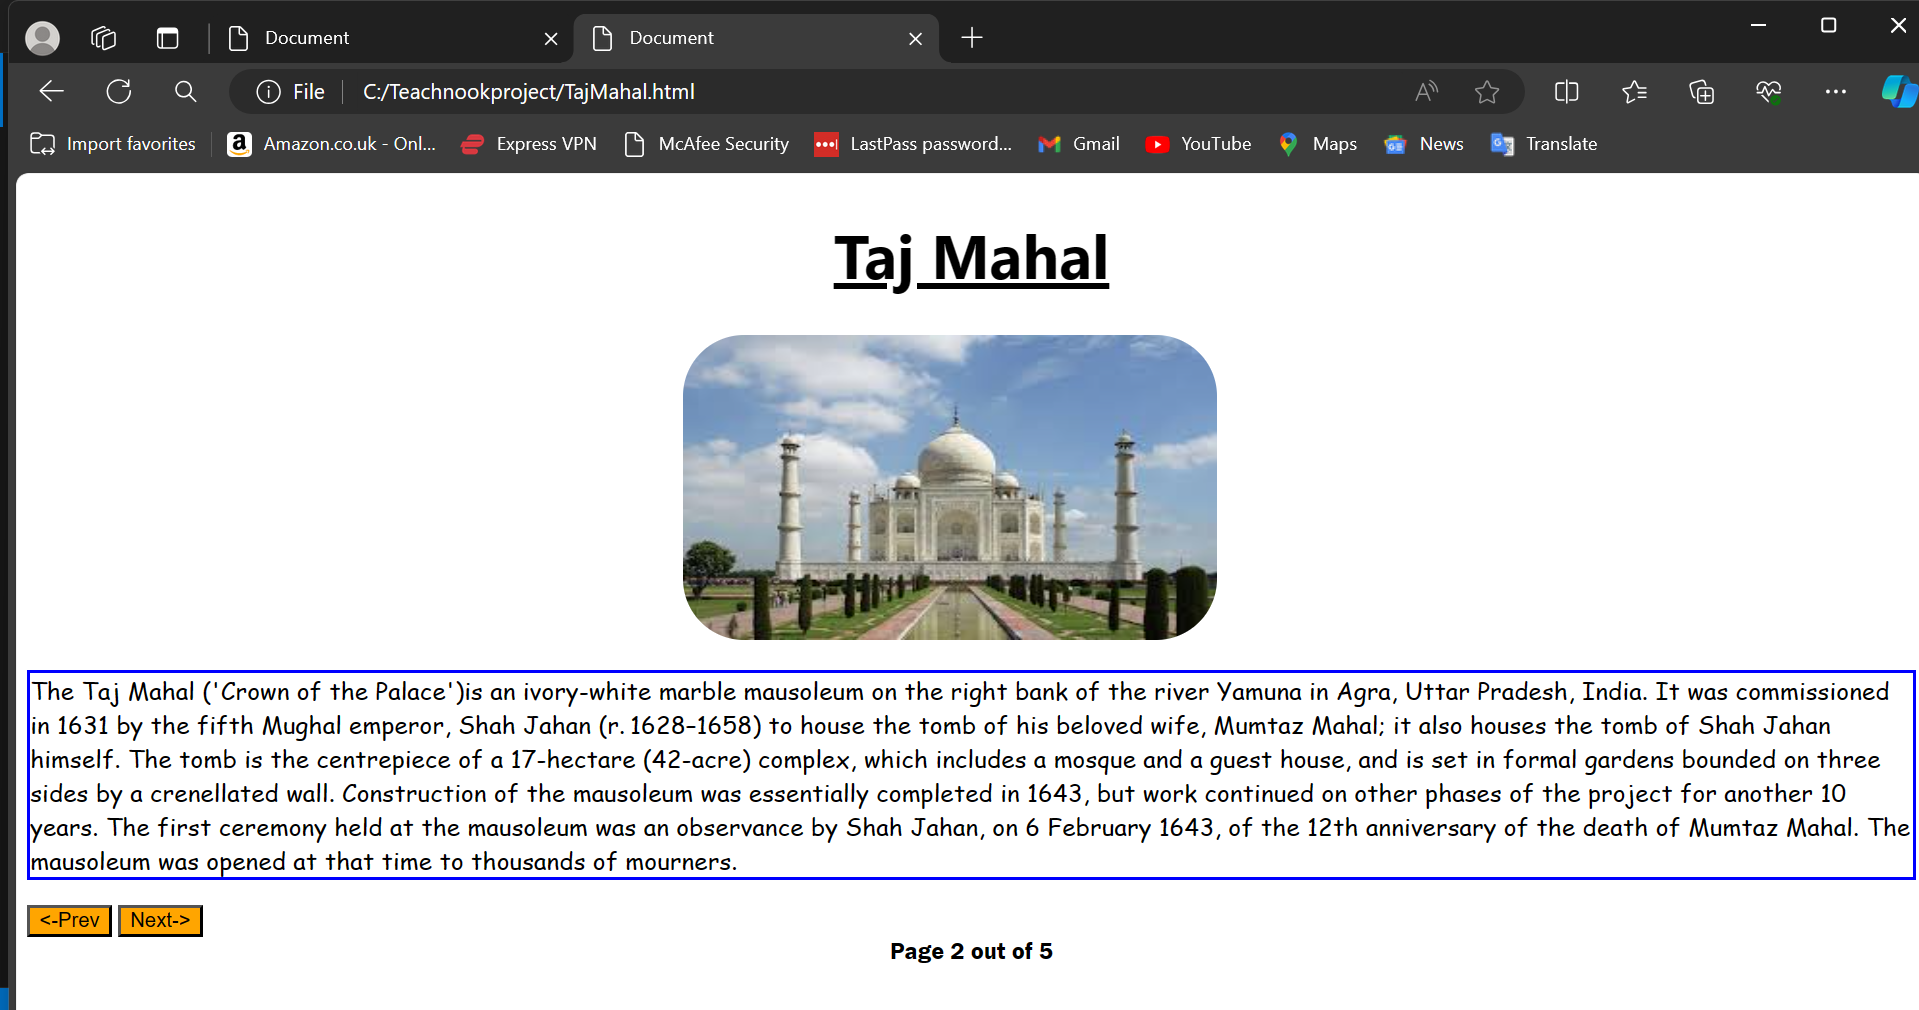 Document
Document
File
C:/Teachnookproject/TajMahal.html
Import favorites
Amazon.co.uk - Onl...
Express VPN
McAfee Security
LastPass password...
Gmail
YouTube
Maps
News
Translate
Taj Mahal
The Taj Mahal ('Crown of the Palace')is an ivory-white marble mausoleum on the right bank of the river Yamuna in Agra, Uttar Pradesh, India. It was commissioned
in 1631 by the fifth Mughal emperor, Shah Jahan (r. 1628–1658) to house the tomb of his beloved wife, Mumtaz Mahal; it also houses the tomb of Shah Jahan
himself. The tomb is the centrepiece of a 17-hectare (42-acre) complex, which includes a mosque and a guest house, and is set in formal gardens bounded on three
sides by a crenellated wall. Construction of the mausoleum was essentially completed in 1643, but work continued on other phases of the project for another 10
years. The first ceremony held at the mausoleum was an observance by Shah Jahan, on 6 February 1643, of the 12th anniversary of the death of Mumtaz Mahal. The
mausoleum was opened at that time to thousands of mourners.
<-Prev Next->
Page 2 out of 5